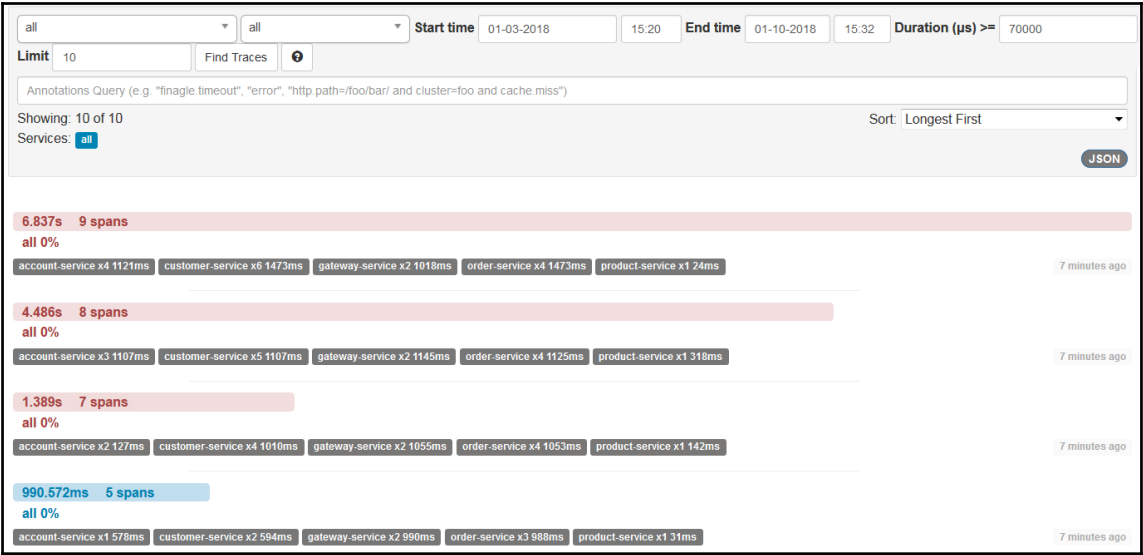 all all Start time 01-03-2018 15:20 End time 01-10-2018 15:32 Duration (µs) >= 70000
Limit 10 Find Traces ?
Annotations Query (e.g. "finagle.timeout", "error", "http.path=/foo/bar/ and cluster=foo and cache.miss")
Showing: 10 of 10 Sort: Longest First
Services: all
JSON
6.837s 9 spans
all 0%
account-service x4 1121ms customer-service x6 1473ms gateway-service x2 1018ms order-service x4 1473ms product-service x1 24ms 7 minutes ago
4.486s 8 spans
all 0%
account-service x3 1107ms customer-service x5 1107ms gateway-service x2 1145ms order-service x4 1125ms product-service x1 318ms 7 minutes ago
1.389s 7 spans
all 0%
account-service x2 127ms customer-service x4 1010ms gateway-service x2 1055ms order-service x4 1053ms product-service x1 142ms 7 minutes ago
990.572ms 5 spans
all 0%
account-service x1 578ms customer-service x2 594ms gateway-service x2 990ms order-service x3 988ms product-service x1 31ms 7 minutes ago